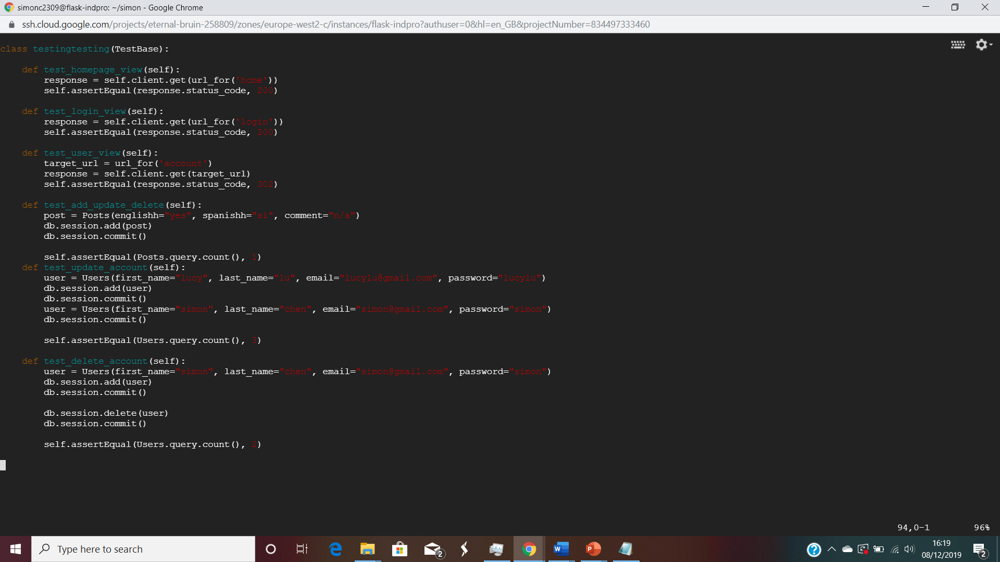 simonc2309@flask-indpro: ~/simon - Google Chrome
ssh.cloud.google.com/projects/eternal-bruin-258809/zones/europe-west2-c/instances/flask-indpro?authuser=0&hl=en_GB&projectNumber=834497333460
class testingtesting(TestBase):
    def test_homepage_view(self):
        response = self.client.get(url_for('home'))
        self.assertEqual(response.status_code, 200)
    def test_login_view(self):
        response = self.client.get(url_for('login'))
        self.assertEqual(response.status_code, 200)
    def test_user_view(self):
        target_url = url_for('account')
        response = self.client.get(target_url)
        self.assertEqual(response.status_code, 302)
    def test_add_update_delete(self):
        post = Posts(englishh="yes", spanishh="si", comment="n/a")
        db.session.add(post)
        db.session.commit()
        self.assertEqual(Posts.query.count(), 1)
    def test_update_account(self):
        user = Users(first_name="lucy", last_name="lu", email="lucylu@gmail.com", password="lucylu")
        db.session.add(user)
        db.session.commit()
        user = Users(first_name="simon", last_name="chen", email="simon@gmail.com", password="simon")
        db.session.commit()
        self.assertEqual(Users.query.count(), 3)
    def test_delete_account(self):
        user = Users(first_name="simon", last_name="chen", email="simon@gmail.com", password="simon")
        db.session.add(user)
        db.session.commit()
        db.session.delete(user)
        db.session.commit()
        self.assertEqual(Users.query.count(), 2)
94,0-1 96%
Type here to search
2
W
P
16:19
08/12/2019
2